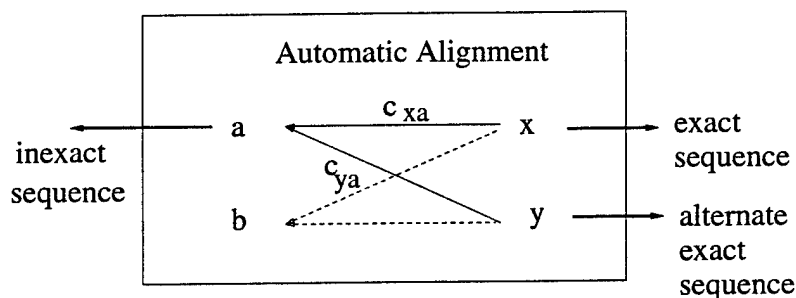 Automatic Alignment
c xa
a
x
exact
sequence
inexact
sequence
c ya
b
y
alternate
exact
sequence